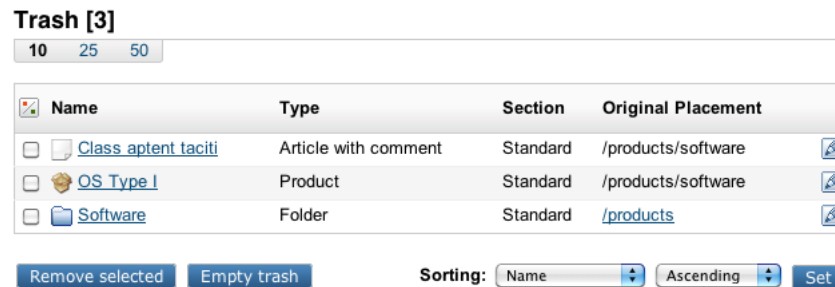 Trash [3]
10 25 50
Name Type Section Original Placement
Class aptent taciti Article with comment Standard /products/software
OS Type I Product Standard /products/software
Software Folder Standard /products
Remove selected Empty trash Sorting: Name Ascending Set